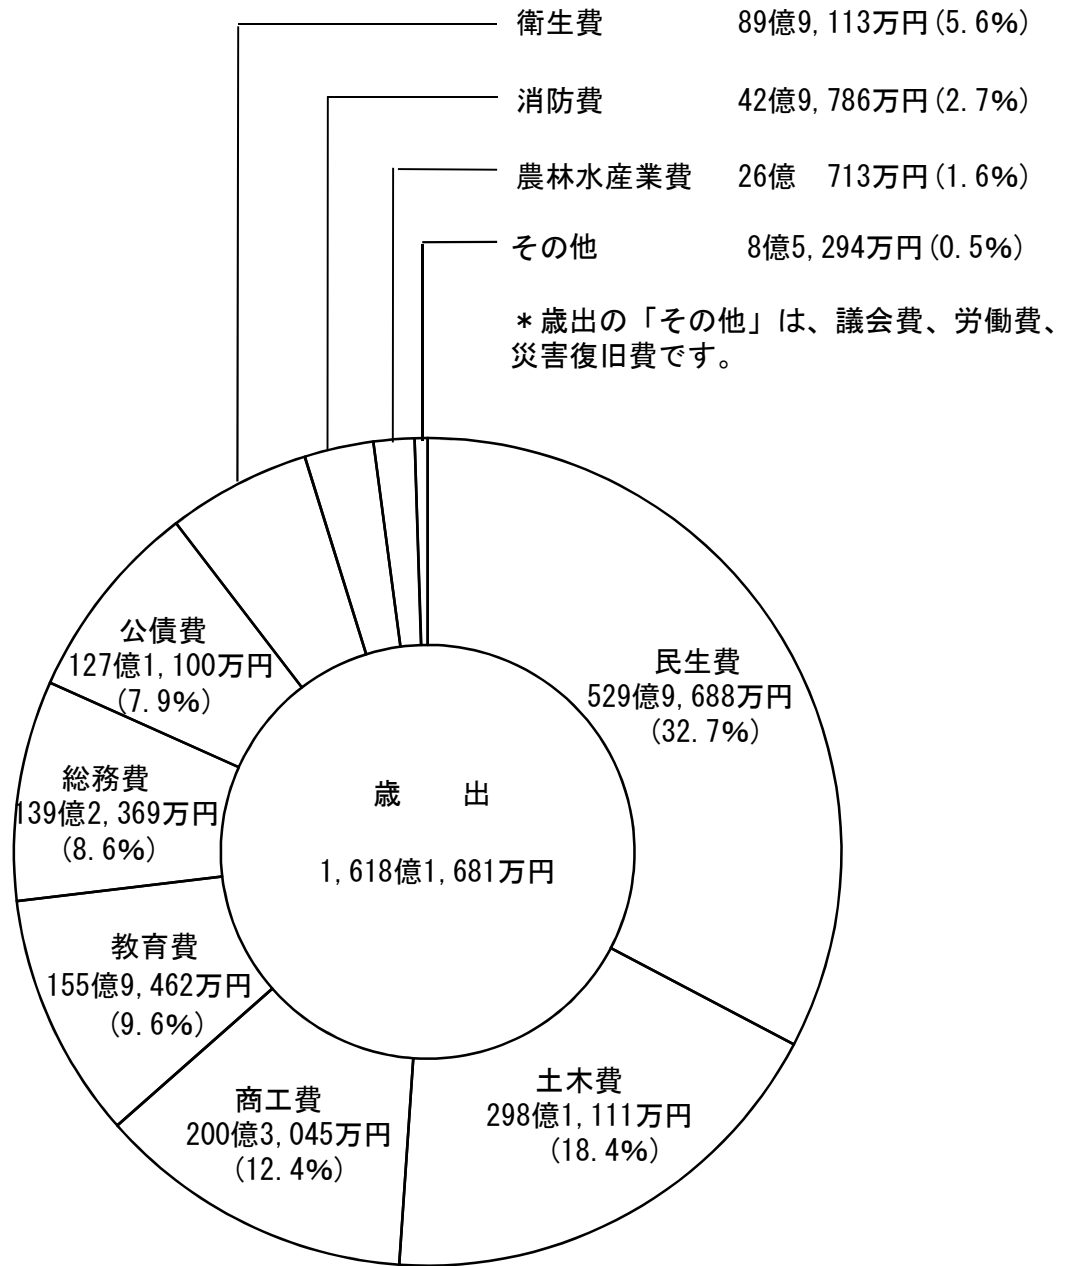 衛生費 89億9,113万円(5.6%)
消防費 42億9,786万円(2.7%)
農林水産業費 26億 713万円(1.6%)
その他 8億5,294万円(0.5%)
＊歳出の「その他」は、議会費、労働費、
災害復旧費です。
民生費
529億9,688万円
(32.7%)
公債費
127億1,100万円
(7.9%)
総務費
139億2,369万円
(8.6%)
歳 出
1,618億1,681万円
教育費
155億9,462万円
(9.6%)
土木費
298億1,111万円
(18.4%)
商工費
200億3,045万円
(12.4%)